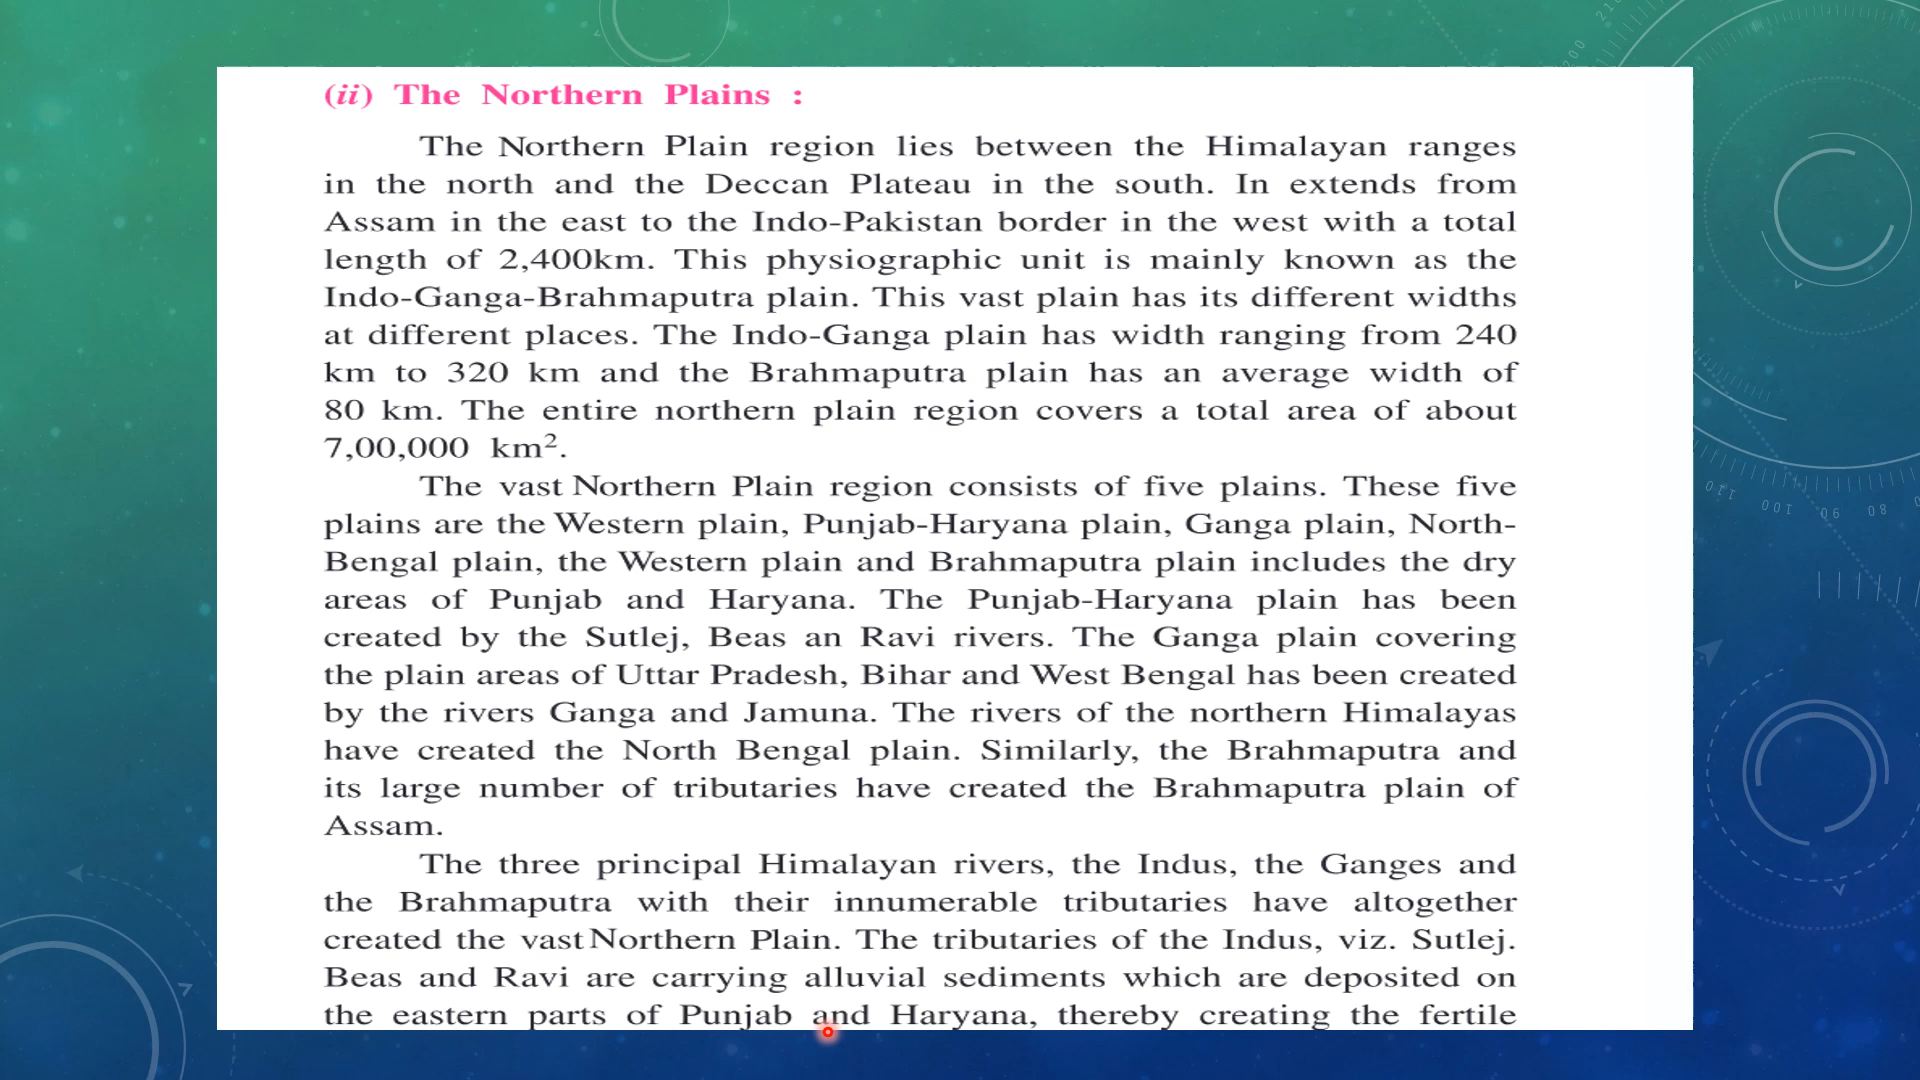 (ii) The Northern Plains :
The Northern Plain region lies between the Himalayan ranges
in the north and the Deccan Plateau in the south. In extends from
Assam in the east to the Indo-Pakistan border in the west with a total
length of 2,400km. This physiographic unit is mainly known as the
Indo-Ganga-Brahmaputra plain. This vast plain has its different widths
at different places. The Indo-Ganga plain has width ranging from 240
km to 320 km and the Brahmaputra plain has an average width of
80 km. The entire northern plain region covers a total area of about
7,00,000 km².
The vast Northern Plain region consists of five plains. These five
plains are the Western plain, Punjab-Haryana plain, Ganga plain, North-
Bengal plain, the Western plain and Brahmaputra plain includes the dry
areas of Punjab and Haryana. The Punjab-Haryana plain has been
created by the Sutlej, Beas an Ravi rivers. The Ganga plain covering
the plain areas of Uttar Pradesh, Bihar and West Bengal has been created
by the rivers Ganga and Jamuna. The rivers of the northern Himalayas
have created the North Bengal plain. Similarly, the Brahmaputra and
its large number of tributaries have created the Brahmaputra plain of
Assam.
The three principal Himalayan rivers, the Indus, the Ganges and
the Brahmaputra with their innumerable tributaries have altogether
created the vast Northern Plain. The tributaries of the Indus, viz. Sutlej.
Beas and Ravi are carrying alluvial sediments which are deposited on
the eastern parts of Punjab and Haryana, thereby creating the fertile
210
200
110
100
90
80